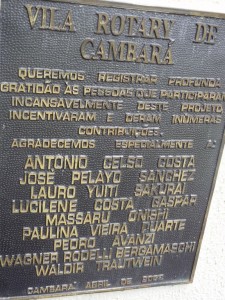 VILA ROTARY DE
CAMBARÁ
QUEREMOS REGISTRAR PROFUNDA
GRATIDÃO ÀS PESSOAS QUE PARTICIPARAM
INCANSAVELMENTE DESTE PROJETO
INCENTIVARAM E DERAM INÚMERAS
CONTRIBUIÇÕES.
AGRADECEMOS ESPECIALMENTE
ANTÔNIO CELSO COSTA
JOSÉ PELAYO SANCHEZ
LAURO YUITI SAKURAI
LUCILENE COSTA GASPAR
MASSARU ONISHI
PAULINA VIEIRA DUARTE
PEDRO AVANZI
WAGNER RODELLI BERGAMASCHI
WALDIR TRAUTWEIN
CAMBARÁ, ABRIL DE